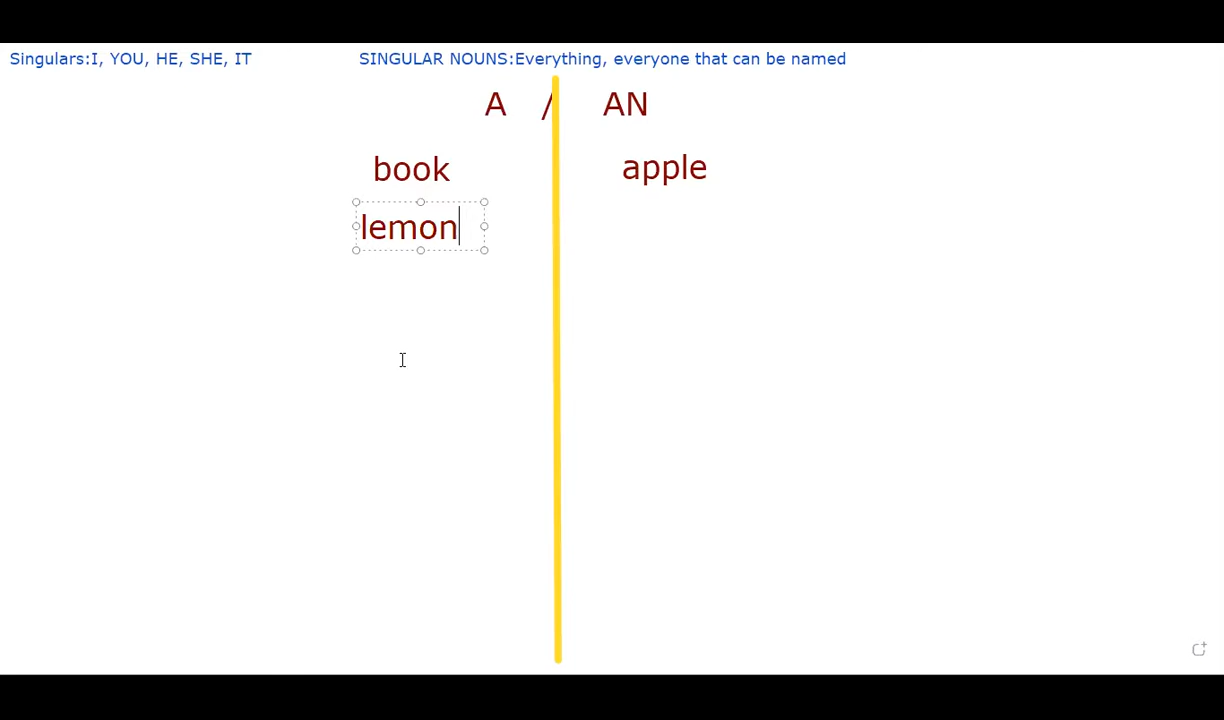 Singulars:I, YOU, HE, SHE, IT
SINGULAR NOUNS:Everything, everyone that can be named
A / AN
book
apple
lemon